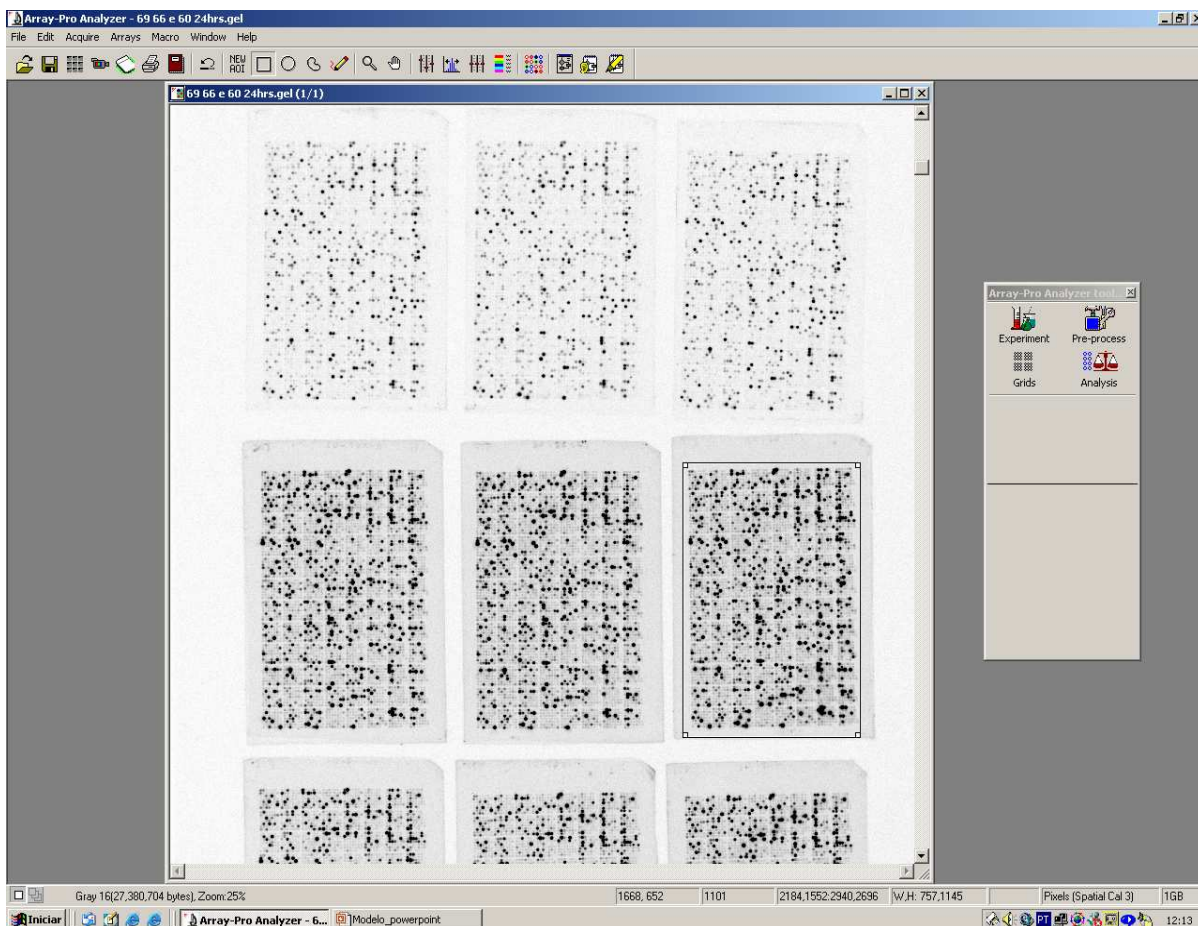 Array-Pro Analyzer - 69 66 e 60 24hrs.gel
File Edit Acquire Arrays Macro Window Help
NEW
AOI
69 66 e 60 24hrs.gel (1/1)
Array-Pro Analyzer tool...
Experiment Pre-process
Grids Analysis
Gray 16(27,380,704 bytes), Zoom:25% 1668, 652 1101 2184,1552:2940,2696 W,H: 757,1145 Pixels (Spatial Cal 3) 1GB
Iniciar Array-Pro Analyzer - 6... Modelo_powerpoint PT 12:13